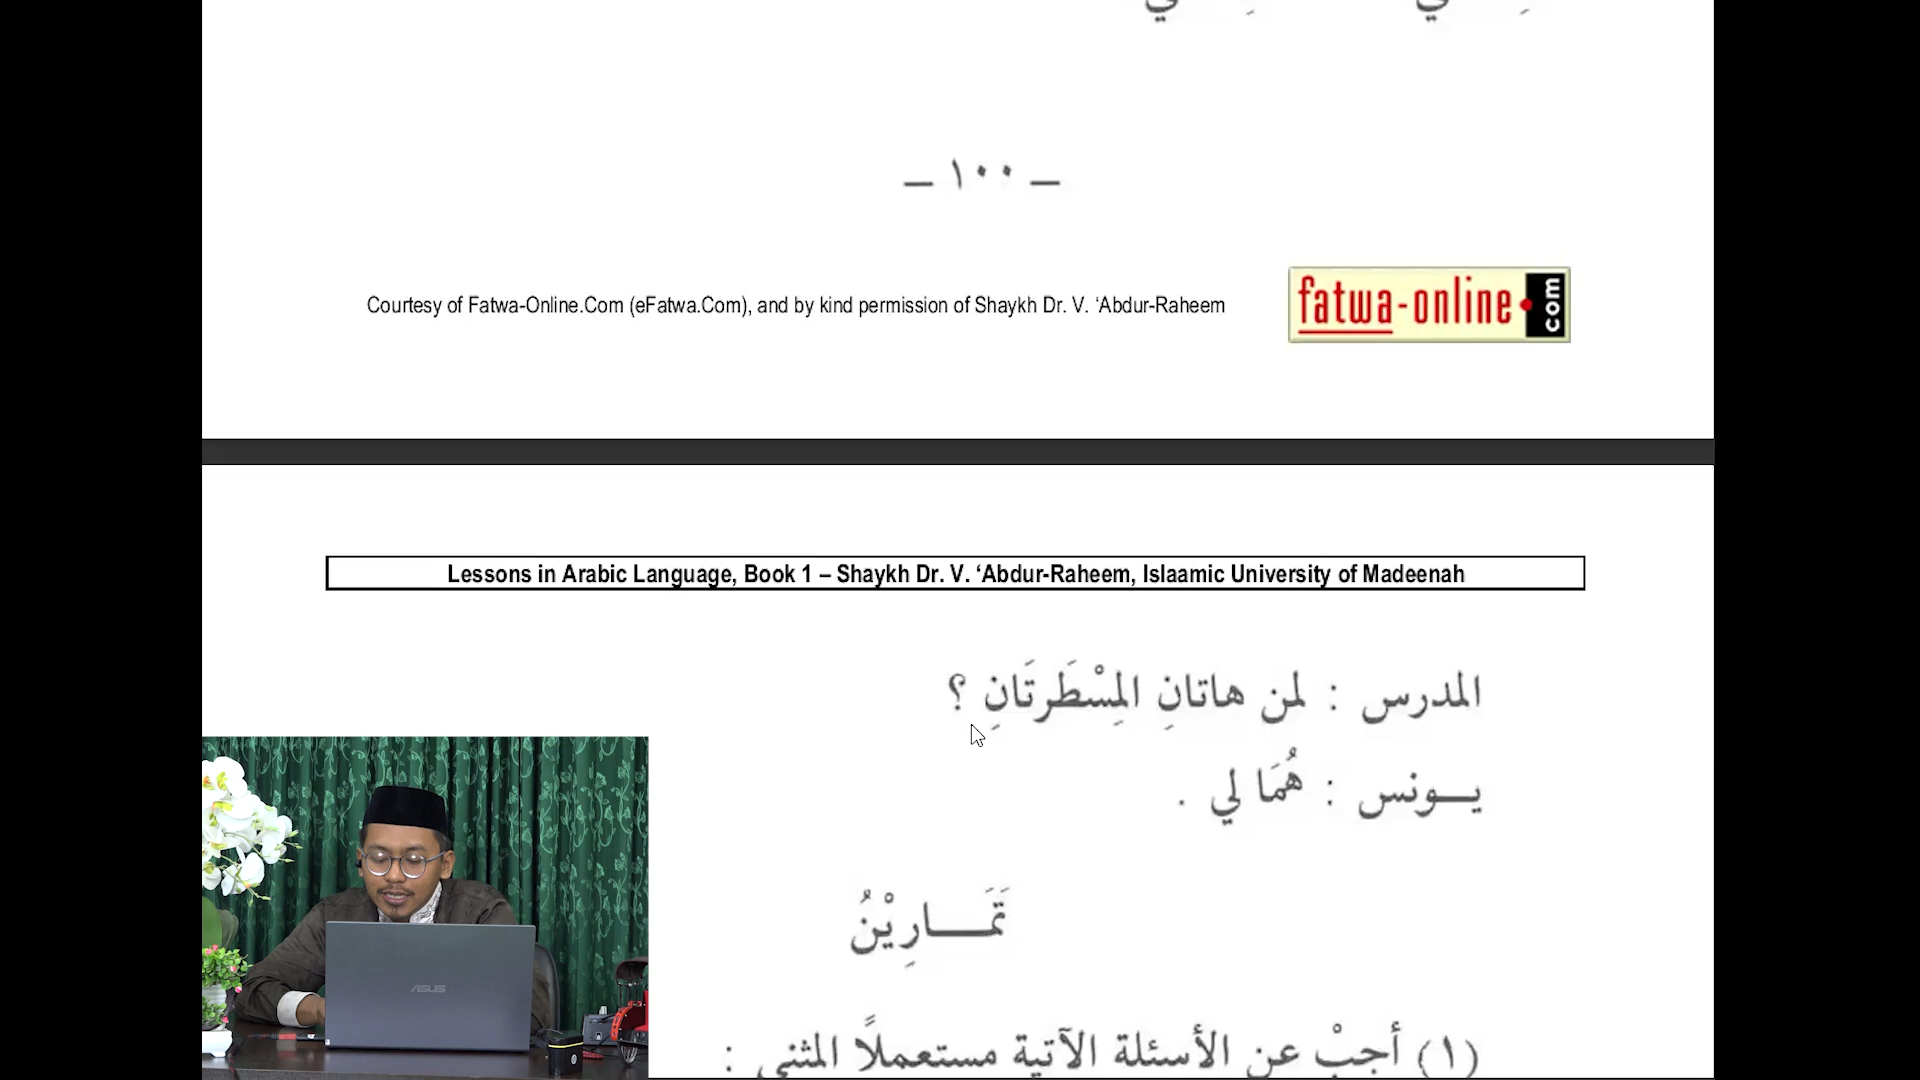 – ١٠٠ –
Courtesy of Fatwa-Online.Com (eFatwa.Com), and by kind permission of Shaykh Dr. V. ‘Abdur-Raheem
fatwa-online.com
Lessons in Arabic Language, Book 1 – Shaykh Dr. V. ‘Abdur-Raheem, Islaamic University of Madeenah
المدرس : لمن هاتانِ المِسْطَرتَانِ ؟
يــونس : هُمَا لي .
تَمَــارِيْنُ
(١) أجبْ عن الأسئلة الآتية مستعملاً المثنى :
ASUS